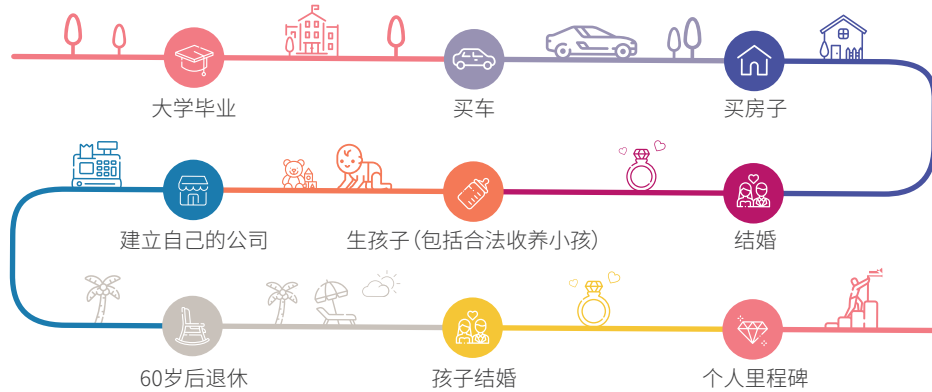 大学毕业
买车
买房子
结婚
生孩子（包括合法收养小孩）
建立自己的公司
60岁后退休
孩子结婚
个人里程碑